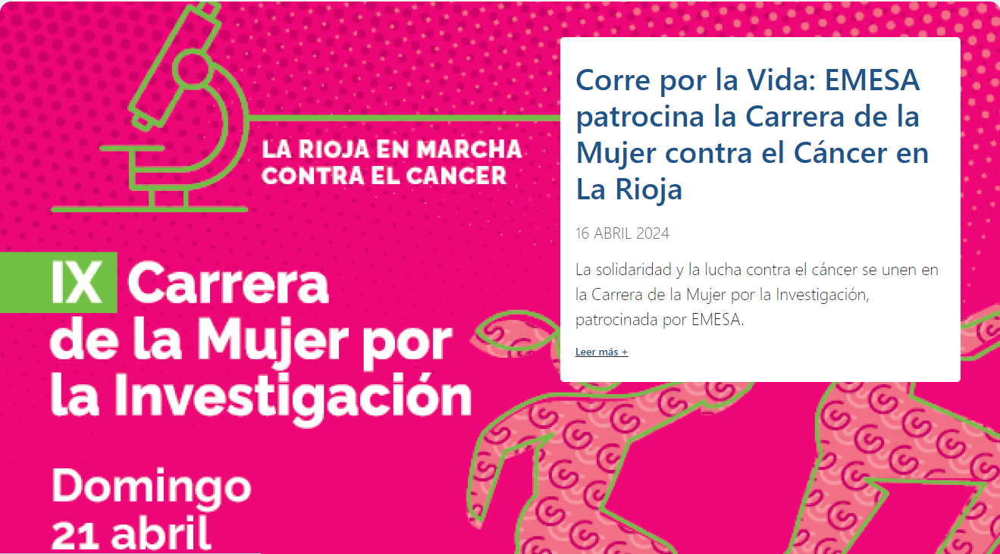 LA RIOJA EN MARCHA
CONTRA EL CANCER
IX Carrera
de la Mujer por
la Investigación
Domingo
21 abril
Corre por la Vida: EMESA
patrocina la Carrera de la
Mujer contra el Cáncer en
La Rioja
16 ABRIL 2024
La solidaridad y la lucha contra el cáncer se unen en
la Carrera de la Mujer por la Investigación,
patrocinada por EMESA.
Leer más +